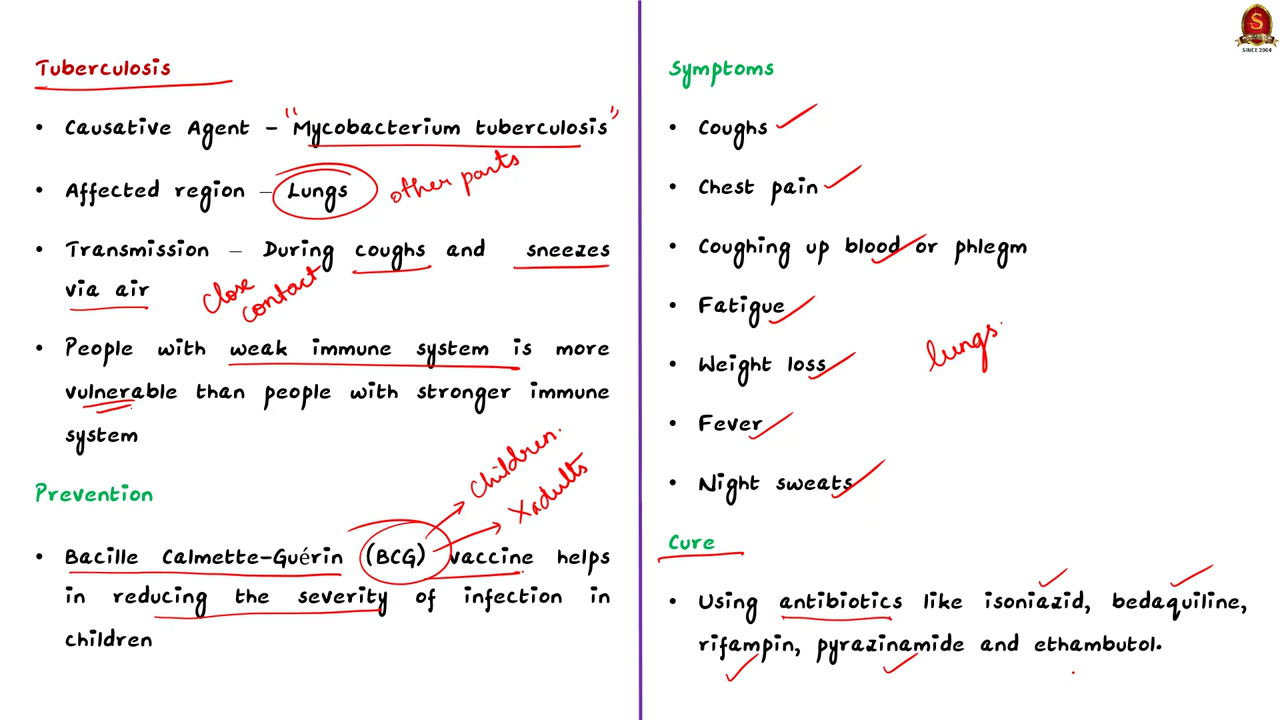 Tuberculosis
• Causative Agent – "Mycobacterium tuberculosis"
• Affected region – Lungs other parts
• Transmission – During coughs and sneezes
via air
close
contact
• People with weak immune system is more
vulnerable than people with stronger immune
system
Prevention
children.
X adults
• Bacille Calmette-Guérin (BCG) vaccine helps
in reducing the severity of infection in
children
Symptoms
• Coughs
• Chest pain
• Coughing up blood or phlegm
• Fatigue
lungs
• Weight loss
• Fever
• Night sweats
Cure
• Using antibiotics like isoniazid, bedaquiline,
rifampin, pyrazinamide and ethambutol.
S
SINCE 2004